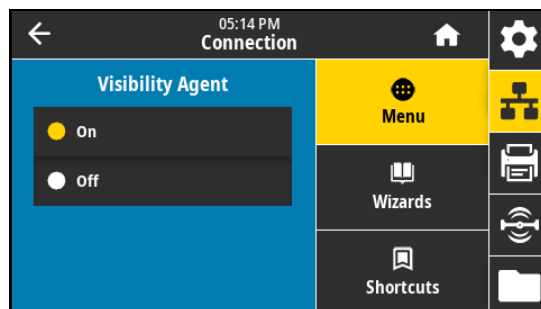 05:14 PM
Connection
Visibility Agent
On
Off
Menu
Wizards
Shortcuts